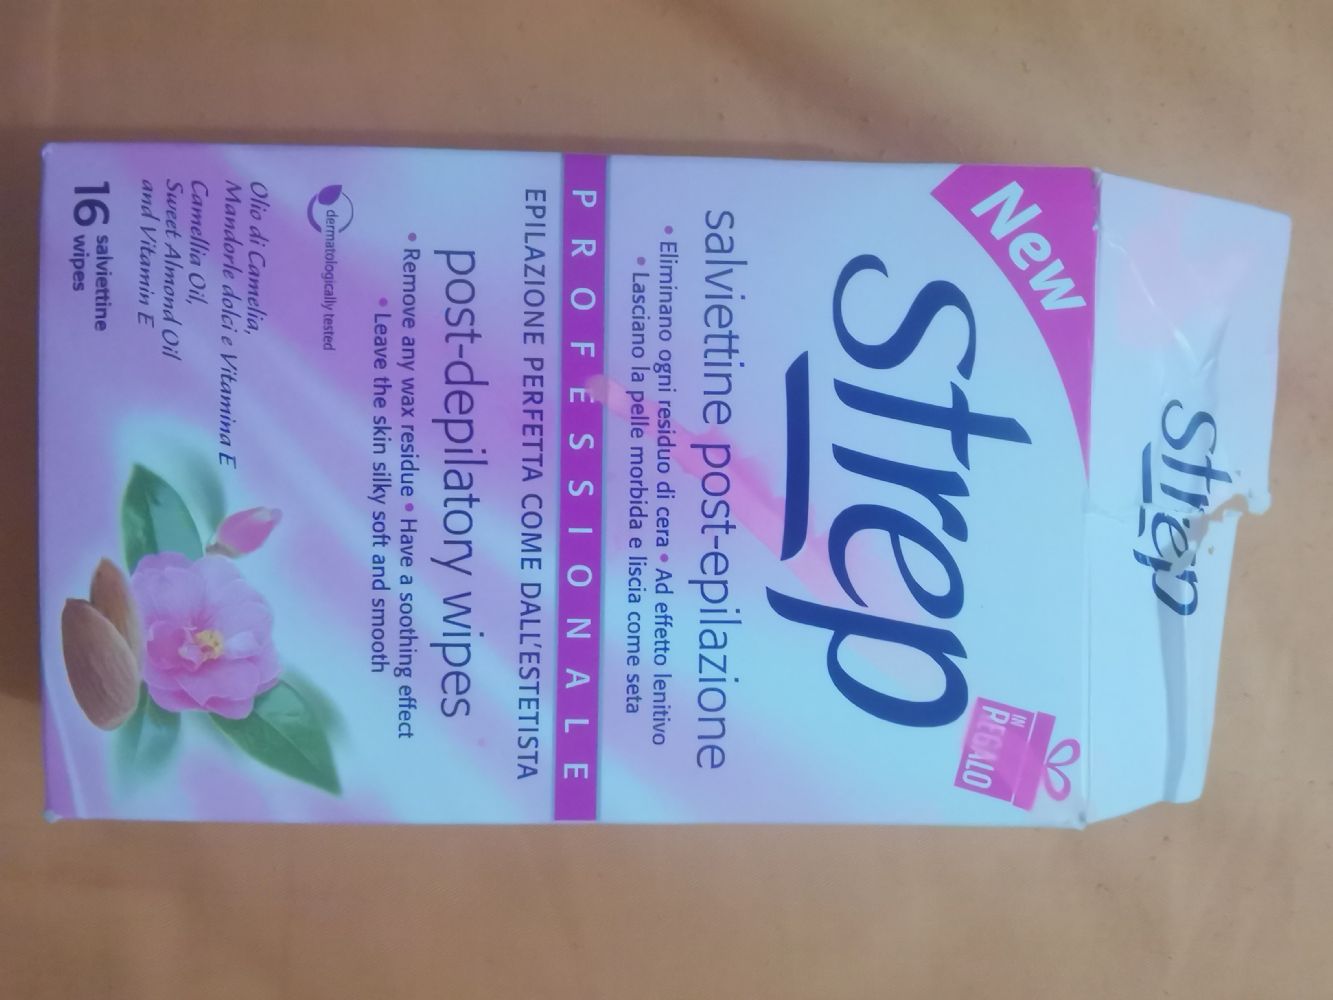 strep
New
strep
IN
REGALO
salviettine post-epilazione
• Eliminano ogni residuo di cera • Ad effetto lenitivo
• Lasciano la pelle morbida e liscia come seta
PROFESSIONALE
EPILAZIONE PERFETTA COME DALL'ESTETISTA
post-depilatory wipes
• Remove any wax residue • Have a soothing effect
• Leave the skin silky soft and smooth
dermatologically tested
Olio di Camelia,
Mandorle dolci e Vitamina E
Camellia Oil,
Sweet Almond Oil
and Vitamin E
16 salviettine
wipes